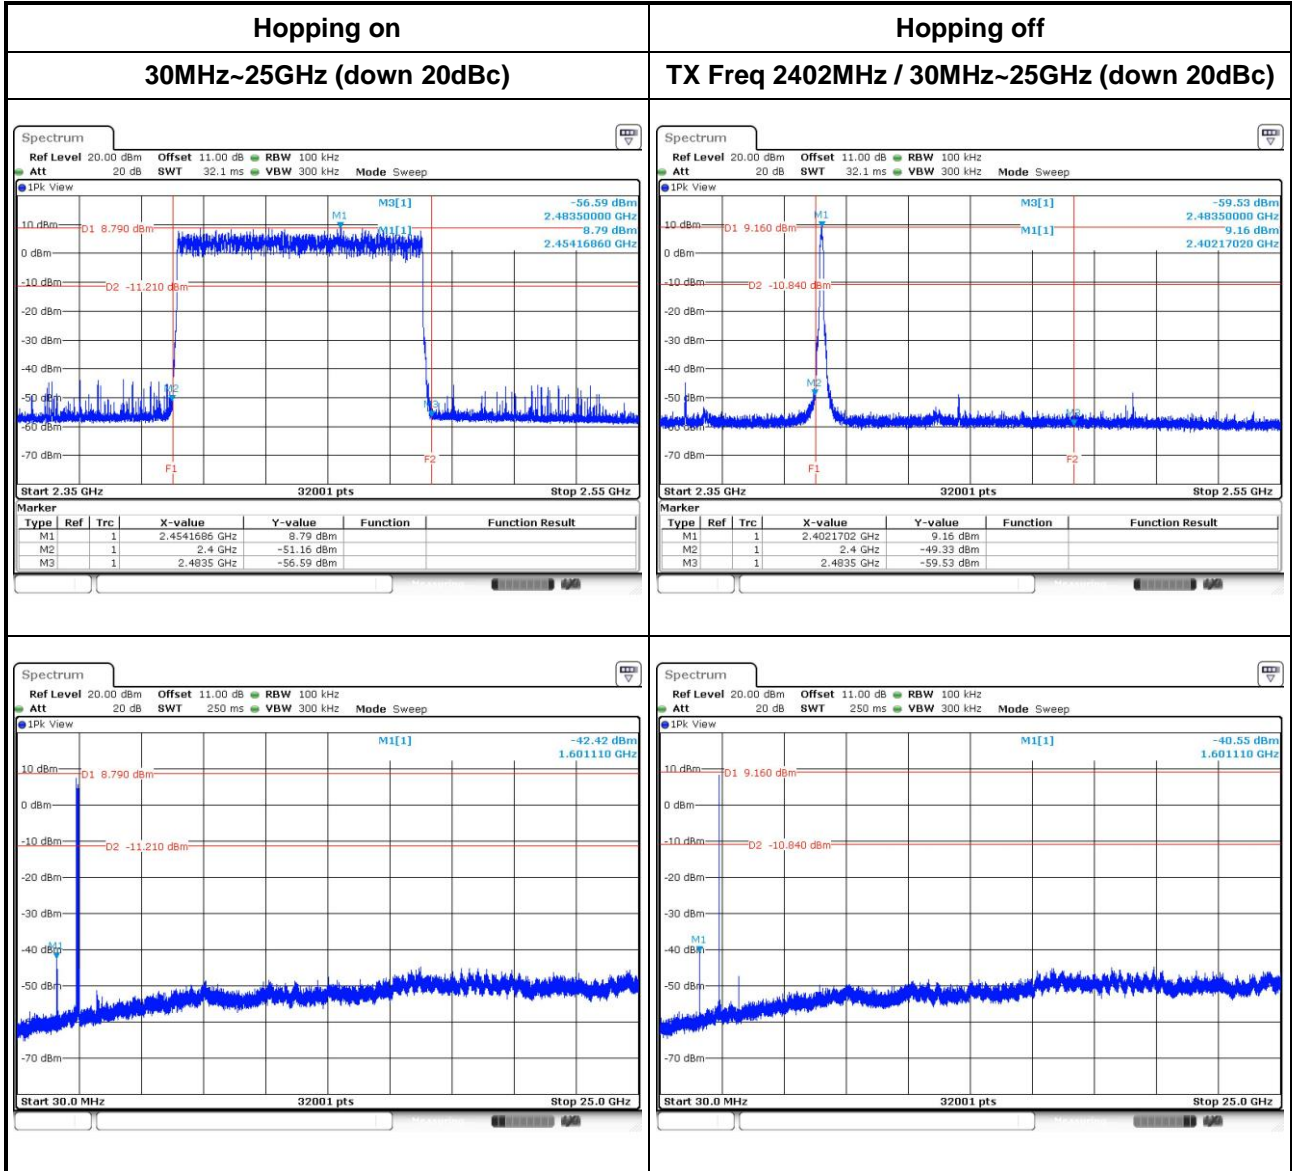 Hopping on
Hopping off
30MHz~25GHz (down 20dBc)
TX Freq 2402MHz / 30MHz~25GHz (down 20dBc)
Spectrum
Ref Level 20.00 dBm Offset 11.00 dB RBW 100 kHz
Att 20 dB SWT 32.1 ms VBW 300 kHz Mode Sweep
1Pk View
M3[1] -56.59 dBm
2.48350000 GHz
M1[1] 8.79 dBm
2.45416860 GHz
M1
10 dBm
D1 8.790 dBm
0 dBm
-10 dBm
D2 -11.210 dBm
-20 dBm
-30 dBm
-40 dBm
M2
-50 dBm
M3
-60 dBm
-70 dBm
F1
F2
Start 2.35 GHz 32001 pts Stop 2.55 GHz
Marker
Type Ref Trc X-value Y-value Function Function Result
M1 1 2.4541686 GHz 8.79 dBm
M2 1 2.4 GHz -51.16 dBm
M3 1 2.4835 GHz -56.59 dBm
Spectrum
Ref Level 20.00 dBm Offset 11.00 dB RBW 100 kHz
Att 20 dB SWT 32.1 ms VBW 300 kHz Mode Sweep
1Pk View
M3[1] -59.53 dBm
2.48350000 GHz
M1[1] 9.16 dBm
2.40217020 GHz
M1
10 dBm
D1 9.160 dBm
0 dBm
-10 dBm
D2 -10.840 dBm
-20 dBm
-30 dBm
-40 dBm
M2
-50 dBm
M3
-60 dBm
-70 dBm
F1
F2
Start 2.35 GHz 32001 pts Stop 2.55 GHz
Marker
Type Ref Trc X-value Y-value Function Function Result
M1 1 2.4021702 GHz 9.16 dBm
M2 1 2.4 GHz -49.33 dBm
M3 1 2.4835 GHz -59.53 dBm
Spectrum
Ref Level 20.00 dBm Offset 11.00 dB RBW 100 kHz
Att 20 dB SWT 250 ms VBW 300 kHz Mode Sweep
1Pk View
M1[1] -42.42 dBm
1.601110 GHz
10 dBm
D1 8.790 dBm
0 dBm
-10 dBm
D2 -11.210 dBm
-20 dBm
-30 dBm
M1
-40 dBm
-50 dBm
-70 dBm
Start 30.0 MHz 32001 pts Stop 25.0 GHz
Spectrum
Ref Level 20.00 dBm Offset 11.00 dB RBW 100 kHz
Att 20 dB SWT 250 ms VBW 300 kHz Mode Sweep
1Pk View
M1[1] -40.55 dBm
1.601110 GHz
10 dBm
D1 9.160 dBm
0 dBm
-10 dBm
D2 -10.840 dBm
-20 dBm
-30 dBm
M1
-40 dBm
-50 dBm
-70 dBm
Start 30.0 MHz 32001 pts Stop 25.0 GHz